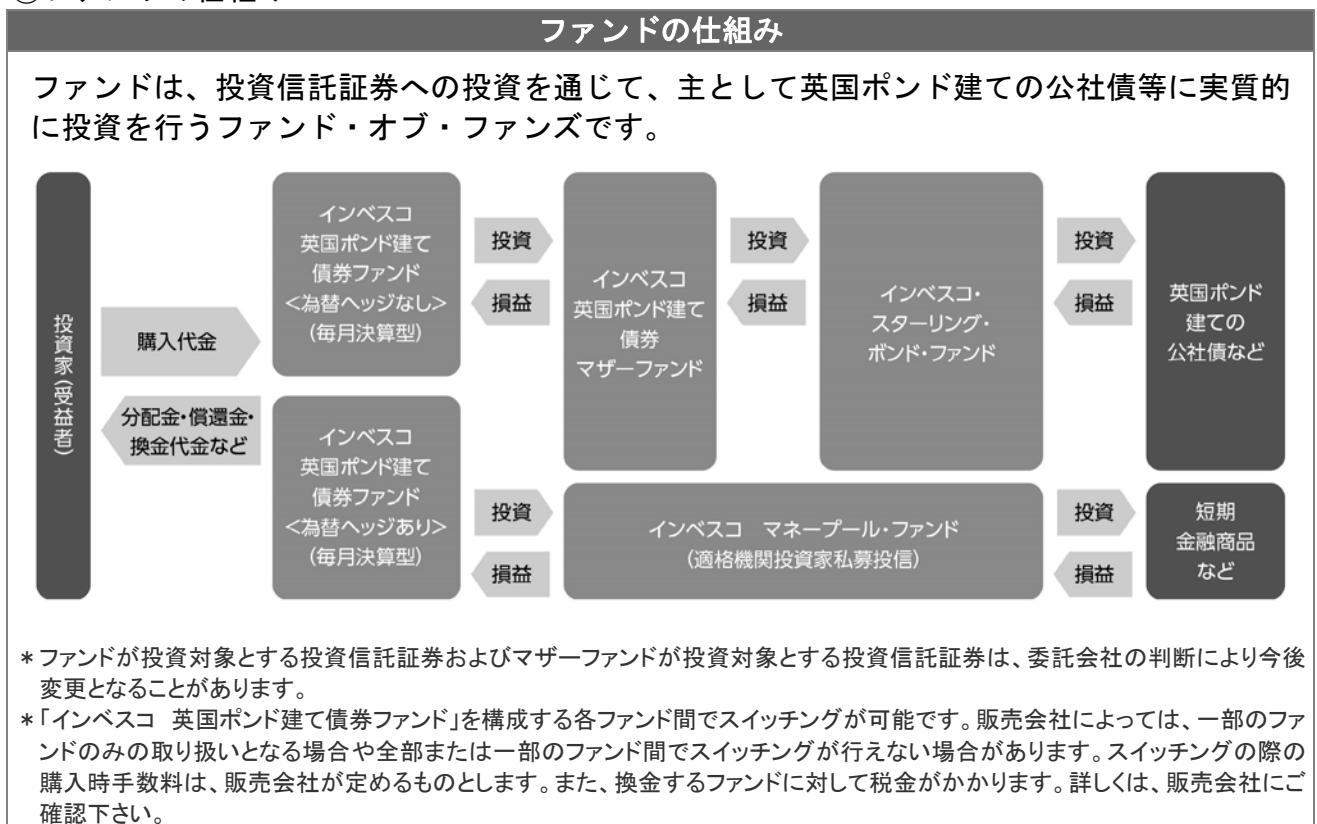 ファンドの仕組み
ファンドは、投資信託証券への投資を通じて、主として英国ポンド建ての公社債等に実質的
に投資を行うファンド・オブ・ファンズです。
投資家(受益者)
購入代金
分配金・償還金・
換金代金など
インベスコ
英国ポンド建て
債券ファンド
<為替ヘッジなし>
(毎月決算型)
インベスコ
英国ポンド建て
債券ファンド
<為替ヘッジあり>
(毎月決算型)
投資
損益
投資
損益
インベスコ
英国ポンド建て
債券
マザーファンド
投資
損益
インベスコ・
スターリング・
ボンド・ファンド
インベスコ マネープール・ファンド
(適格機関投資家私募投信)
投資
損益
投資
損益
英国ポンド
建ての
公社債など
短期
金融商品
など
*ファンドが投資対象とする投資信託証券およびマザーファンドが投資対象とする投資信託証券は、委託会社の判断により今後
変更となることがあります。
*「インベスコ 英国ポンド建て債券ファンド」を構成する各ファンド間でスイッチングが可能です。販売会社によっては、一部のファ
ンドのみの取り扱いとなる場合や全部または一部のファンド間でスイッチングが行えない場合があります。スイッチングの際の
購入時手数料は、販売会社が定めるものとします。また、換金するファンドに対して税金がかかります。詳しくは、販売会社にご
確認下さい。